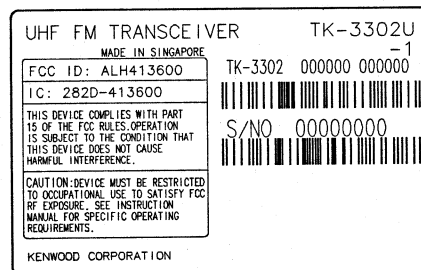 UHF FM TRANSCEIVER
TK-3302U
-1
MADE IN SINGAPORE
FCC ID: ALH413600
IC: 282D-413600
THIS DEVICE COMPLIES WITH PART
15 OF THE FCC RULES.OPERATION
IS SUBJECT TO THE CONDITION THAT
THIS DEVICE DOES NOT CAUSE
HARMFUL INTERFERENCE.
CAUTION:DEVICE MUST BE RESTRICTED
TO OCCUPATIONAL USE TO SATISFY FCC
RF EXPOSURE. SEE INSTRUCTION
MANUAL FOR SPECIFIC OPERATING
REQUIREMENTS.
KENWOOD CORPORATION
TK-3302 000000 000000
S/NO 00000000